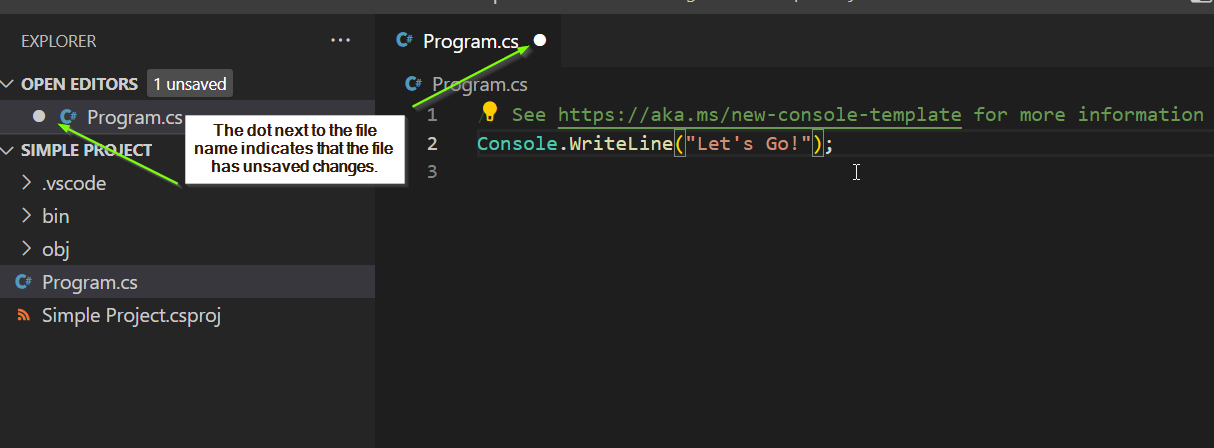 EXPLORER ...
OPEN EDITORS 1 unsaved
C# Program.cs
The dot next to the file
name indicates that the file
has unsaved changes.
SIMPLE PROJECT
.vscode
bin
obj
C# Program.cs
Simple Project.csproj
C# Program.cs
C# Program.cs
1 / See https://aka.ms/new-console-template for more information
2 Console.WriteLine("Let's Go!");
3